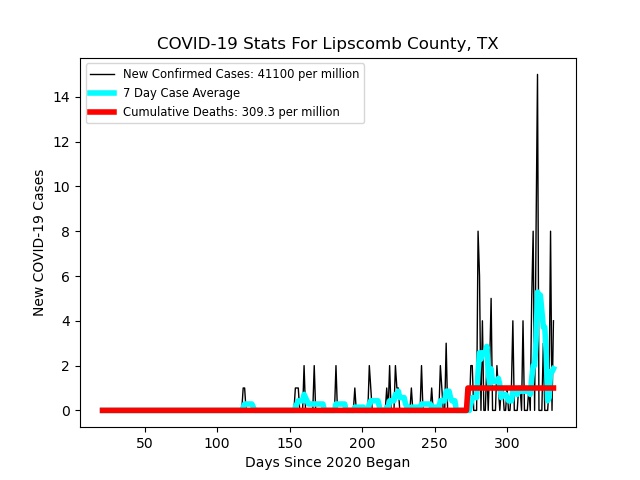 COVID-19 Stats For Lipscomb County, TX
New Confirmed Cases: 41100 per million
7 Day Case Average
Cumulative Deaths: 309.3 per million
New COVID-19 Cases
14
12
10
8
6
4
2
0
50 100 150 200 250 300
Days Since 2020 Began